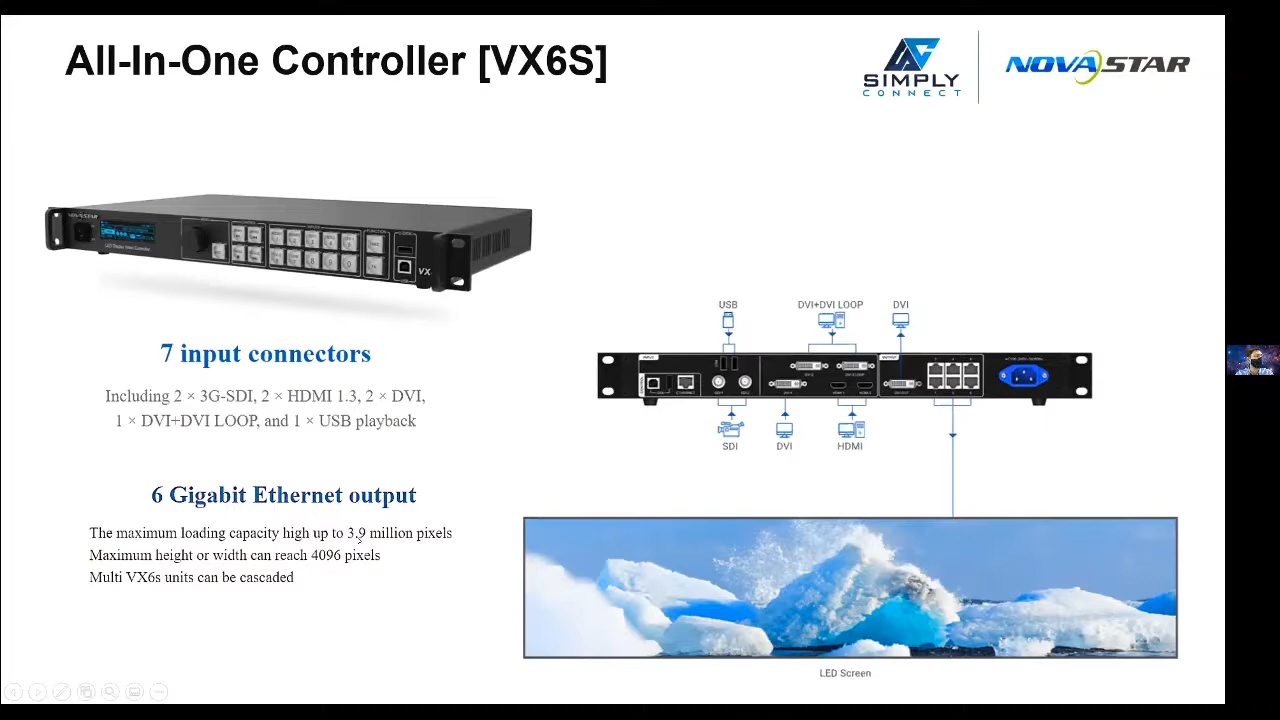 All-In-One Controller [VX6S]
SIMPLY
CONNECT
NOVASTAR
NOVASTAR
VX
7 input connectors
Including 2 × 3G-SDI, 2 × HDMI 1.3, 2 × DVI,
1 × DVI+DVI LOOP, and 1 × USB playback
6 Gigabit Ethernet output
The maximum loading capacity high up to 3.9 million pixels
Maximum height or width can reach 4096 pixels
Multi VX6s units can be cascaded
USB
DVI+DVI LOOP
DVI
SDI
DVI
HDMI
LED Screen